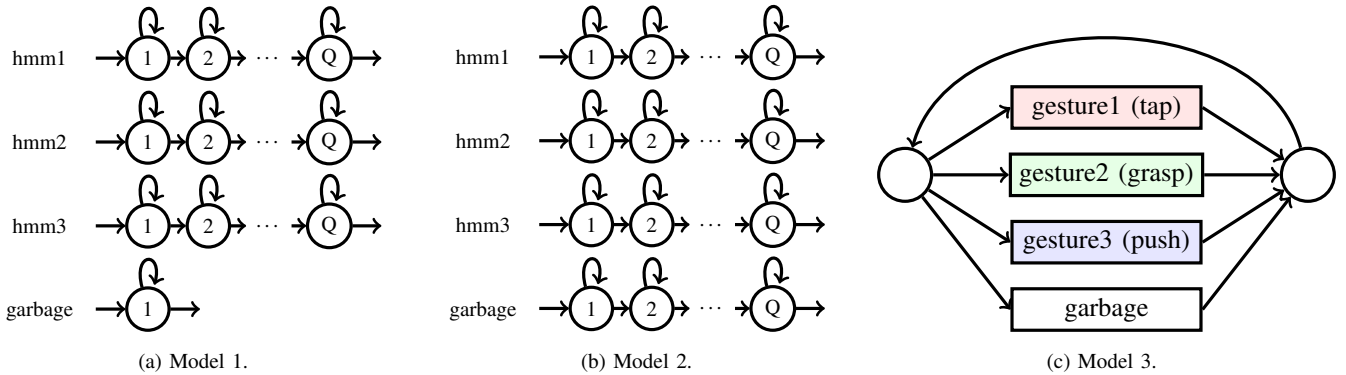 hmm1 1 2 ... Q
hmm2 1 2 ... Q
hmm3 1 2 ... Q
garbage 1
(a) Model 1.
hmm1 1 2 ... Q
hmm2 1 2 ... Q
hmm3 1 2 ... Q
garbage 1 2 ... Q
(b) Model 2.
gesture1 (tap)
gesture2 (grasp)
gesture3 (push)
garbage
(c) Model 3.